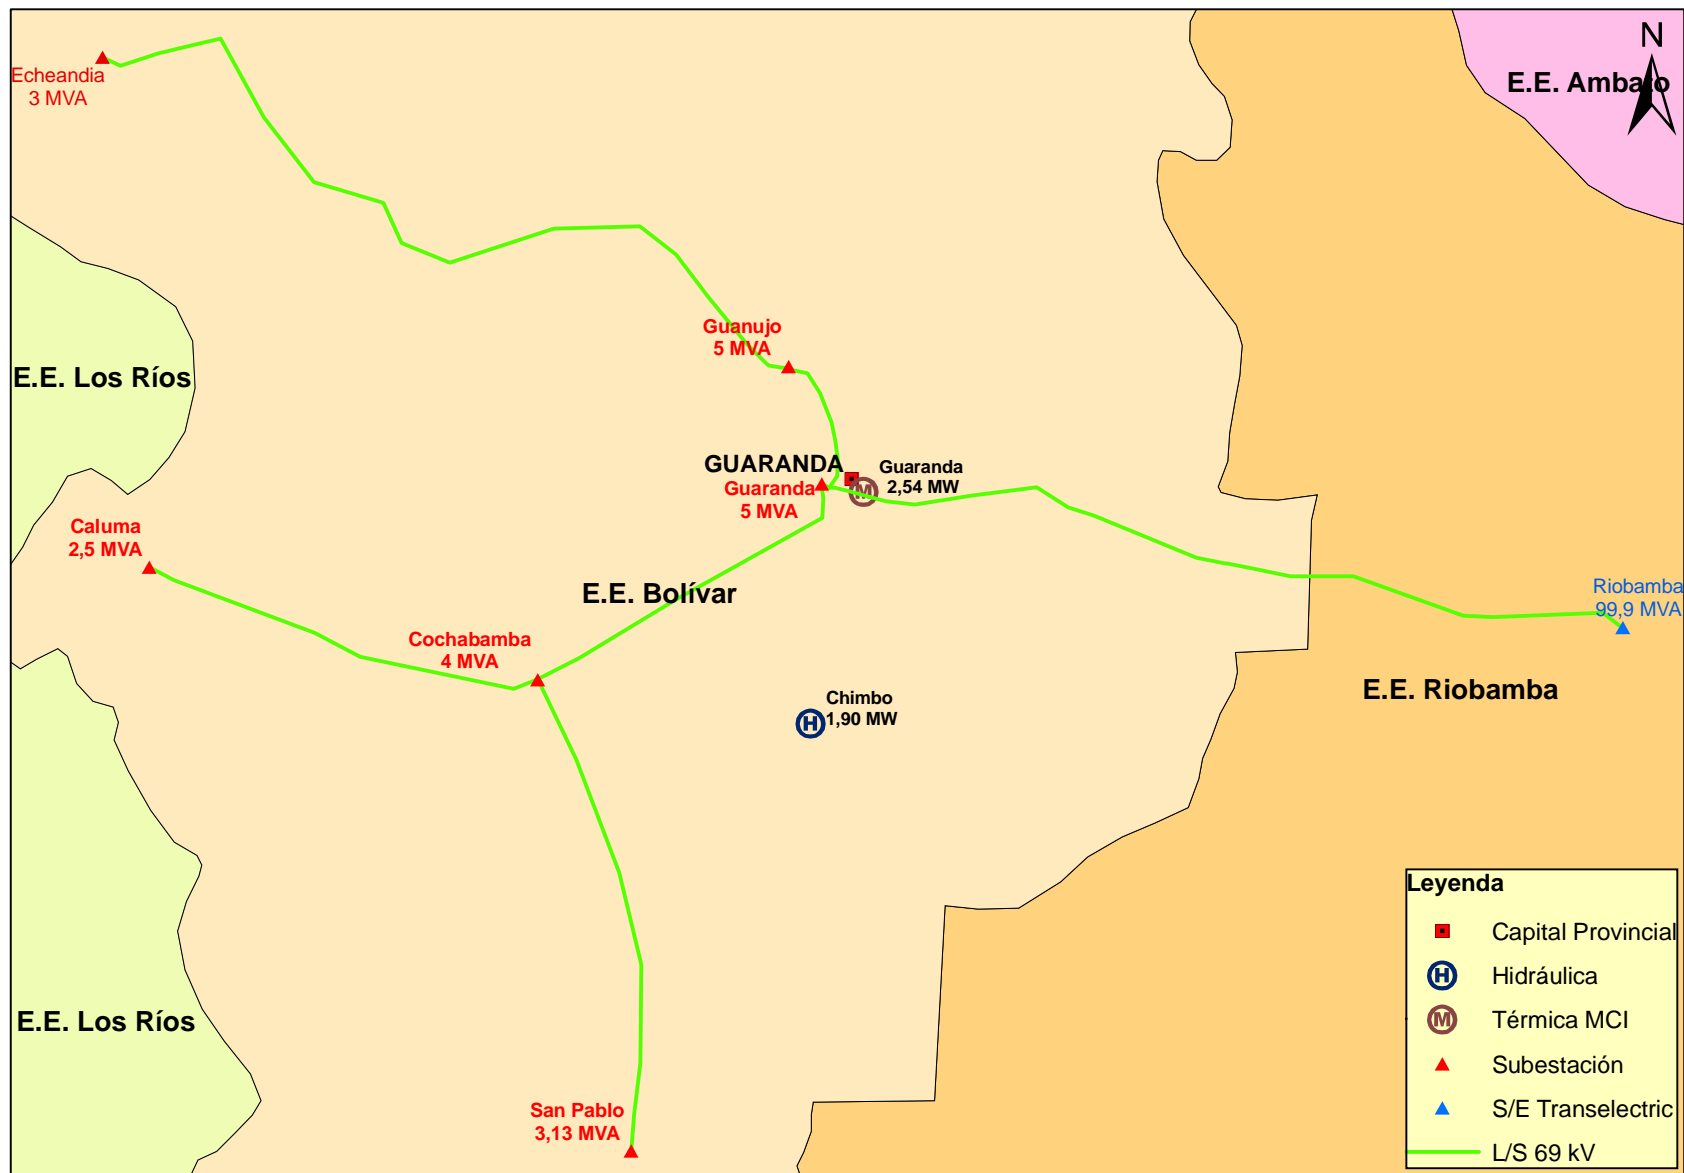 N
E.E. Ambato
Echeandia
3 MVA
Guanujo
5 MVA
E.E. Los Ríos
GUARANDA
Guaranda
5 MVA
Guaranda
2,54 MW
M
Caluma
2,5 MVA
E.E. Bolívar
Riobamba
99,9 MVA
Cochabamba
4 MVA
E.E. Riobamba
Chimbo
1,90 MW
H
E.E. Los Ríos
San Pablo
3,13 MVA
Leyenda
Capital Provincial
H Hidráulica
M Térmica MCI
Subestación
S/E Transelectric
L/S 69 kV